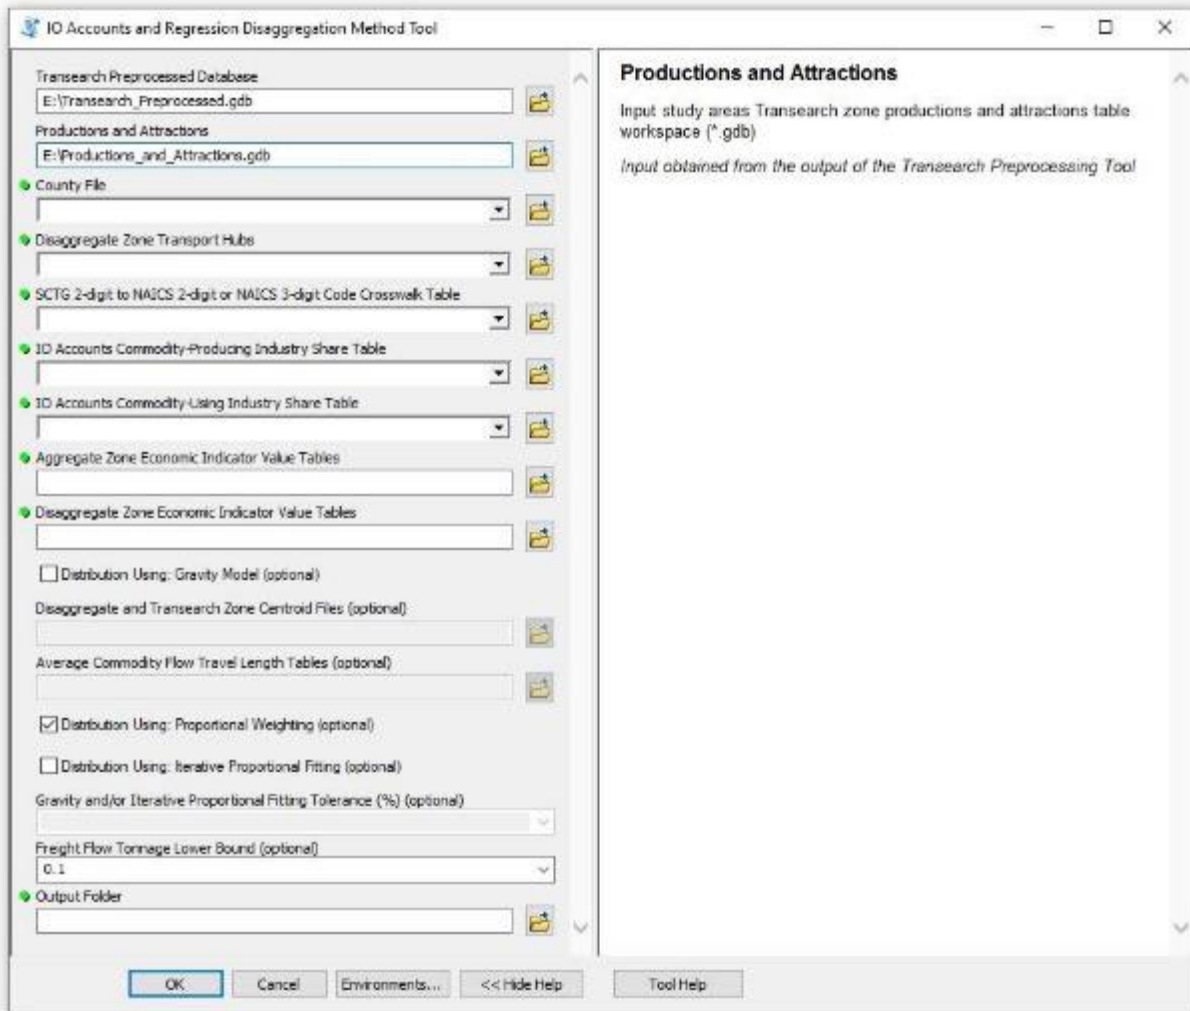 IO Accounts and Regression Disaggregation Method Tool
Transearch Preprocessed Database
E:\Transearch_Preprocessed.gdb
Productions and Attractions
E:\Productions_and_Attractions.gdb
County File
Disaggregate Zone Transport Hubs
SCTG 2-digit to NAICS 2-digit or NAICS 3-digit Code Crosswalk Table
IO Accounts Commodity-Producing Industry Share Table
IO Accounts Commodity-Using Industry Share Table
Aggregate Zone Economic Indicator Value Tables
Disaggregate Zone Economic Indicator Value Tables
Distribution Using: Gravity Model (optional)
Disaggregate and Transearch Zone Centroid Files (optional)
Average Commodity Flow Travel Length Tables (optional)
Distribution Using: Proportional Weighting (optional)
Distribution Using: Iterative Proportional Fitting (optional)
Gravity and/or Iterative Proportional Fitting Tolerance (%) (optional)
Freight Flow Tonnage Lower Bound (optional)
0.1
Output Folder
Productions and Attractions
Input study areas Transearch zone productions and attractions table
workspace (*.gdb)
Input obtained from the output of the Transearch Preprocessing Tool
OK
Cancel
Environments...
<< Hide Help
Tool Help